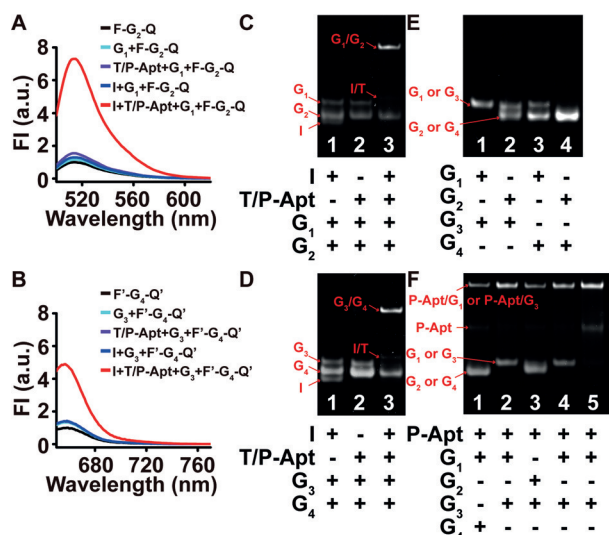 A
FI (a.u.)
8
4
2
0
F-G₂-Q
G₁+F-G₂-Q
T/P-Apt+G₁+F-G₂-Q
I+G₁+F-G₂-Q
I+T/P-Apt+G₁+F-G₂-Q
520 560 600
Wavelength (nm)
B
FI (a.u.)
8
4
2
0
F'-G₄-Q'
G₃+F'-G₄-Q'
T/P-Apt+G₃+F'-G₄-Q'
I+G₃+F'-G₄-Q'
I+T/P-Apt+G₃+F'-G₄-Q'
680 720 760
Wavelength (nm)
C
G₁/G₂
I/T
G₁
G₂
I
1 2 3
I + - +
T/P-Apt - + +
G₁ + + +
G₂ + + +
D
G₃/G₄
I/T
G₃
G₄
I
1 2 3
I + - +
T/P-Apt - + +
G₃ + + +
G₄ + + +
E
G₁ or G₃
G₂ or G₄
1 2 3 4
G₁ + - + -
G₂ - + - +
G₃ + + - -
G₄ - - + +
F
P-Apt/G₁ or P-Apt/G₃
P-Apt
G₁ or G₃
G₂ or G₄
1 2 3 4 5
P-Apt + + + + +
G₁ + + - + +
G₂ - - + - -
G₃ - + + + +
G₄ + - - - -